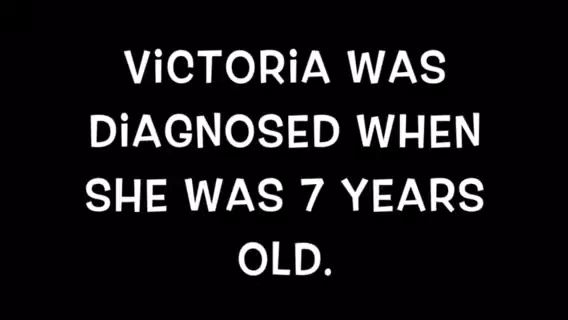 ViCTORiA WAS
DiAGNOSED WHEN
SHE WAS 7 YEARS
OLD.